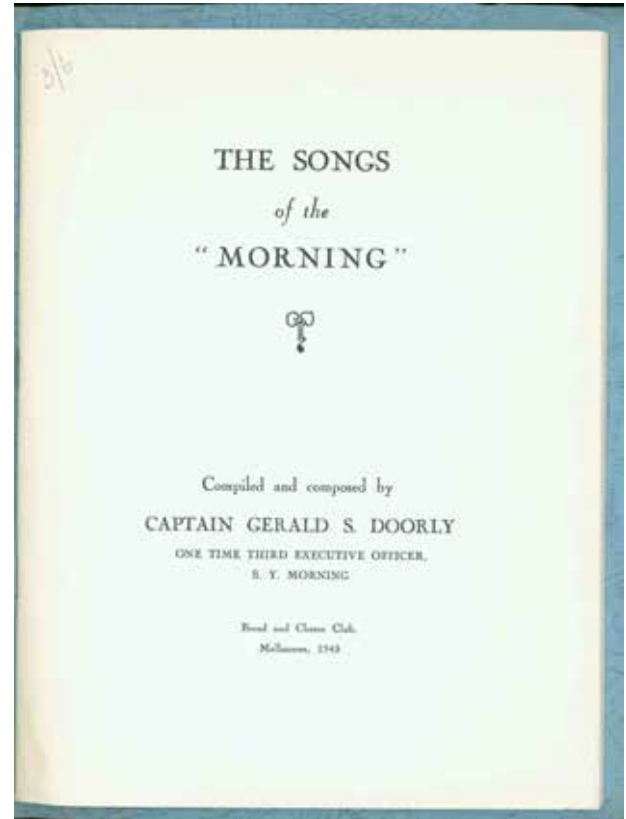 3/6
THE SONGS
of the
"MORNING"
Compiled and composed by
CAPTAIN GERALD S. DOORLY
ONE TIME THIRD EXECUTIVE OFFICER,
S. Y. MORNING
Bread and Cheese Club,
Melbourne, 1943